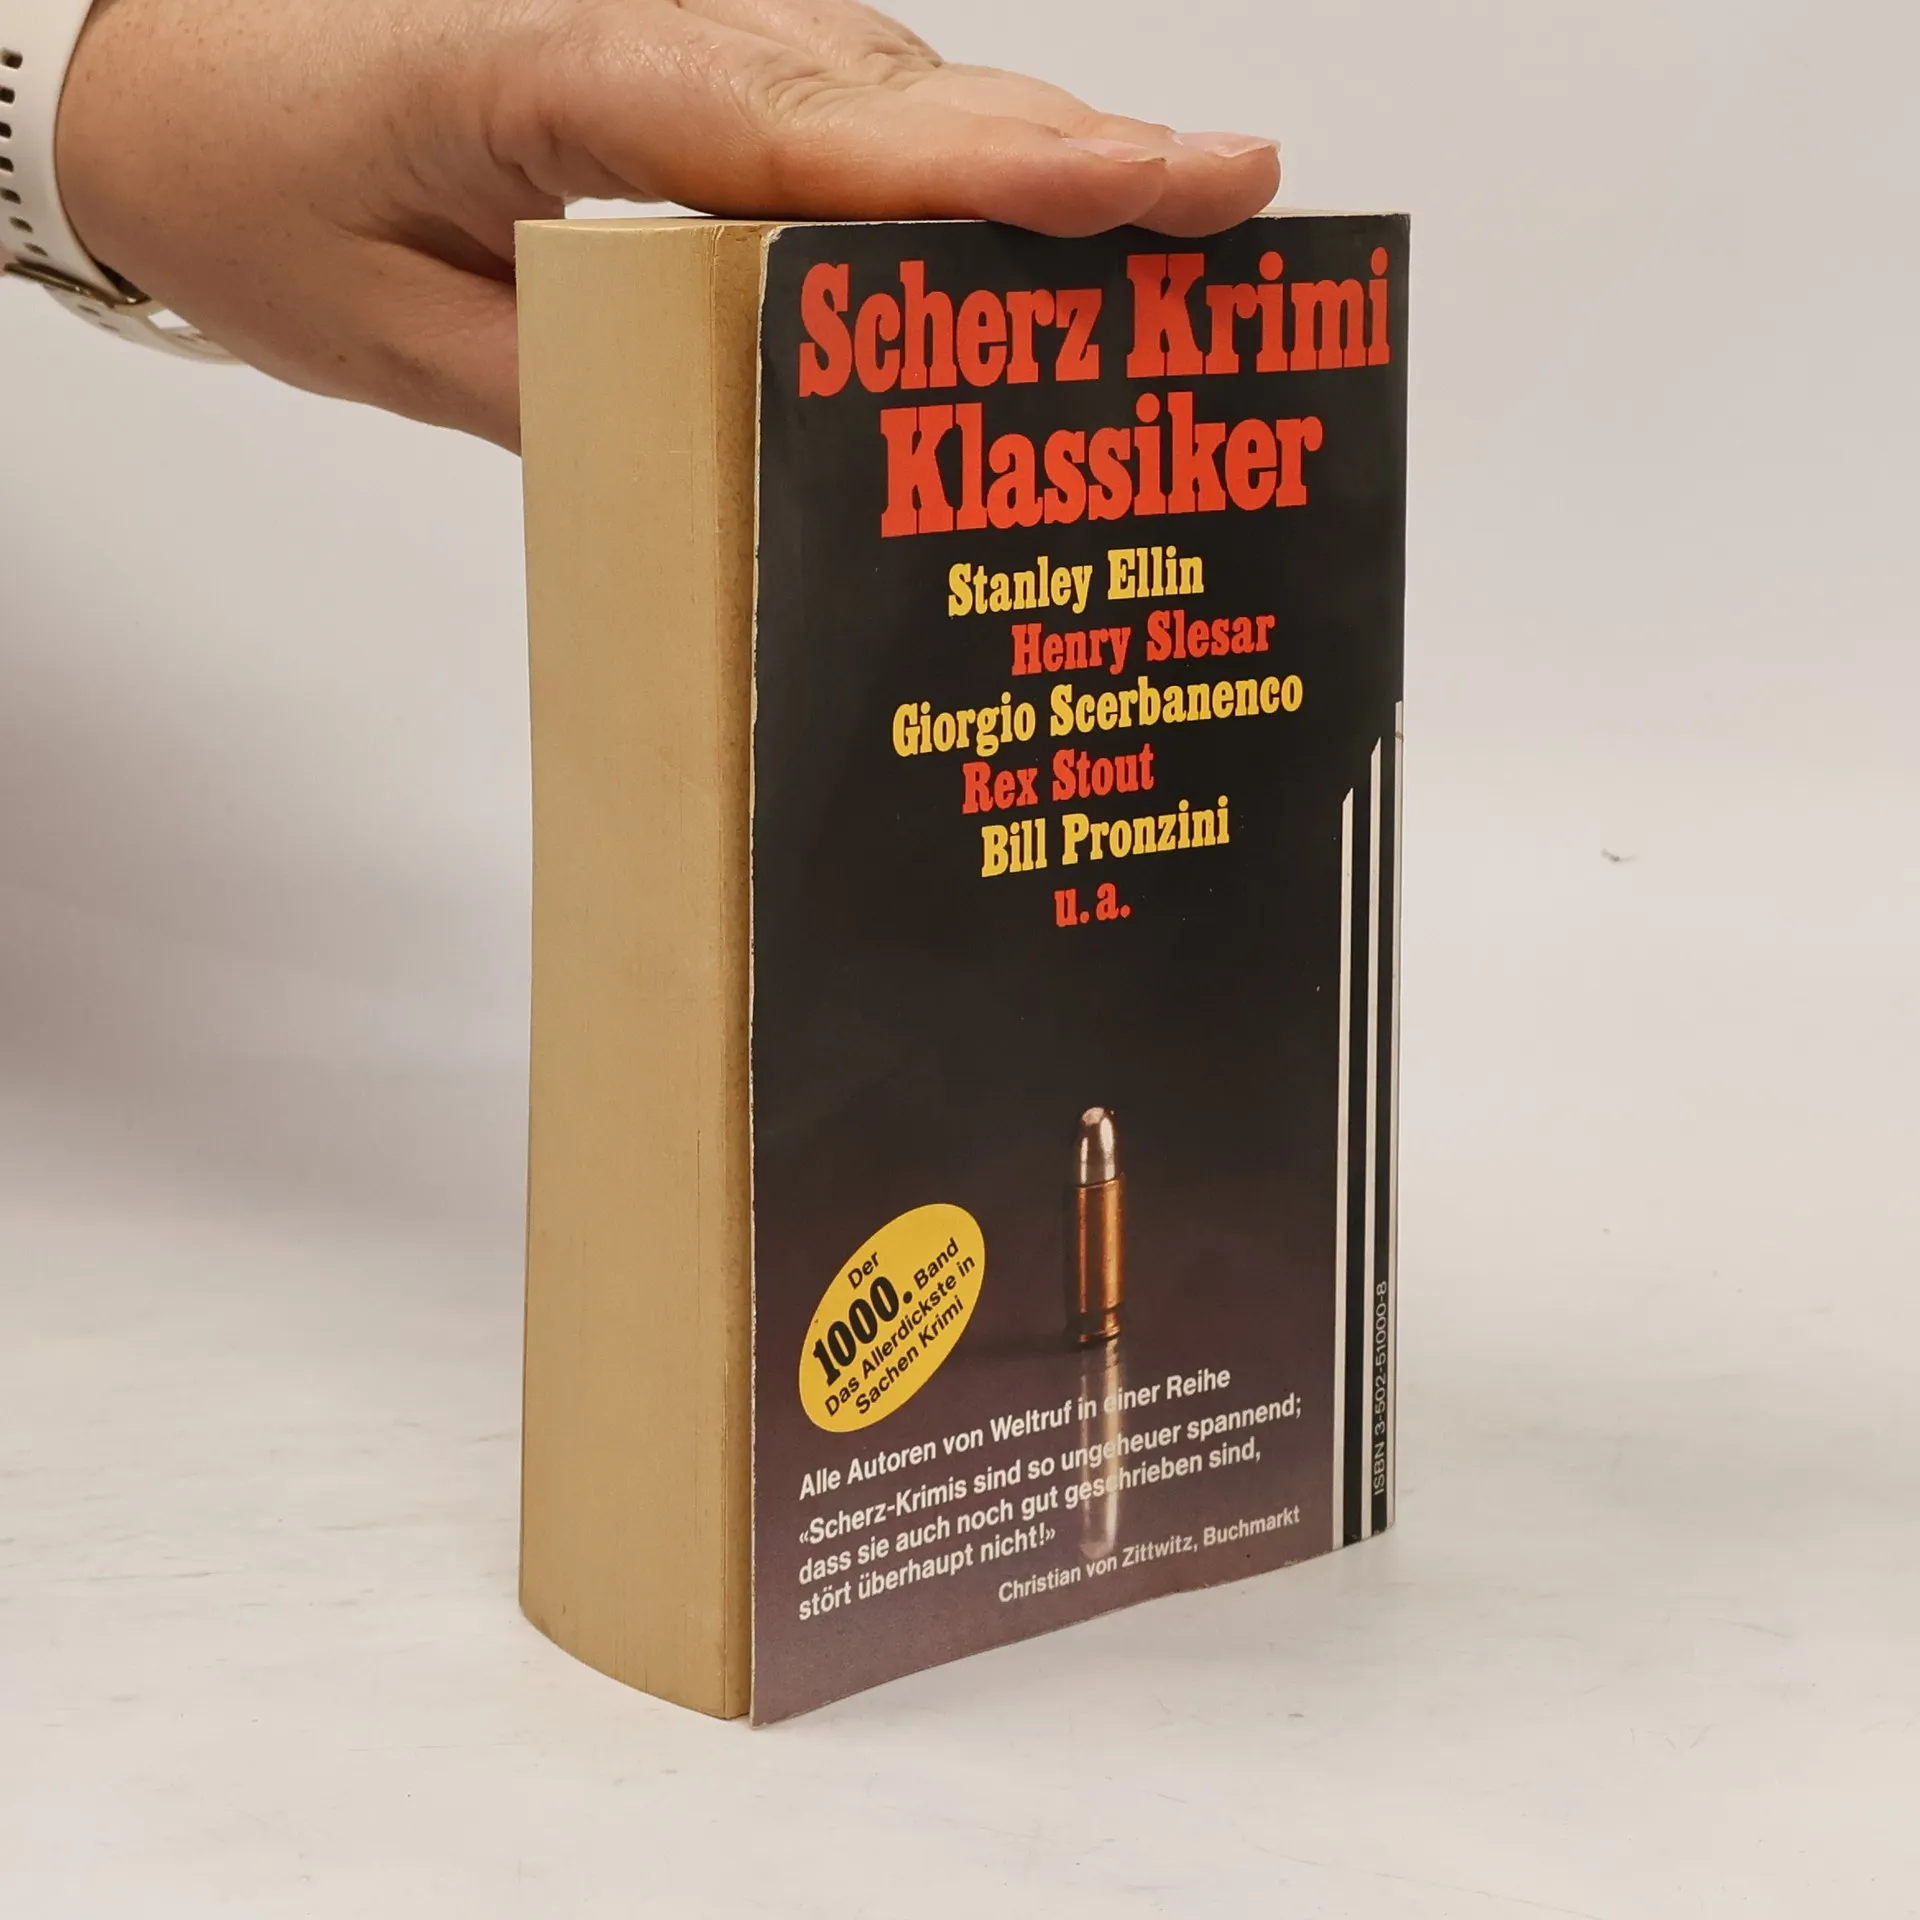 Scherz Krimi
Klassiker
Stanley Ellin
Henry Slesar
Giorgio Scerbanenco
Rex Stout
Bill Pronzini
u. a.
Der
1000. Band
Das Allerdickste in
Sachen Krimi
Alle Autoren von Weltruf in einer Reihe
«Scherz-Krimis sind so ungeheuer spannend;
dass sie auch noch gut geschrieben sind,
stört überhaupt nicht!»
Christian von Zittwitz, Buchmarkt
ISBN 3-502-51000-8